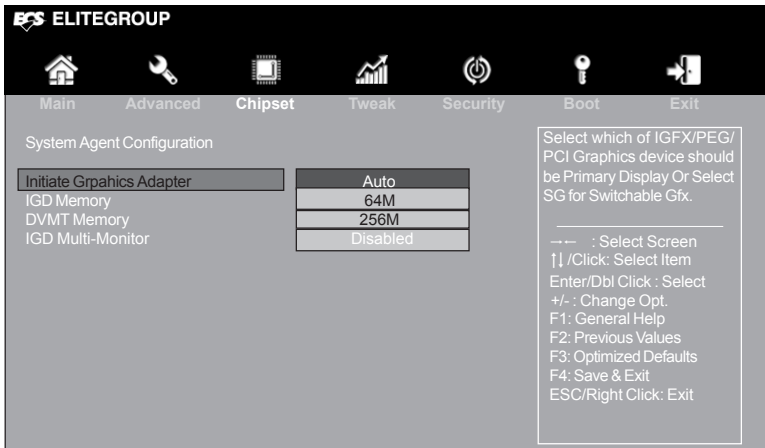 ECS ELITEGROUP
Main Advanced Chipset Tweak Security Boot Exit
System Agent Configuration
Initiate Grpahics Adapter Auto
IGD Memory 64M
DVMT Memory 256M
IGD Multi-Monitor Disabled
Select which of IGFX/PEG/
PCI Graphics device should
be Primary Display Or Select
SG for Switchable Gfx.
→← : Select Screen
↑↓/Click: Select Item
Enter/Dbl Click : Select
+/- : Change Opt.
F1: General Help
F2: Previous Values
F3: Optimized Defaults
F4: Save & Exit
ESC/Right Click: Exit